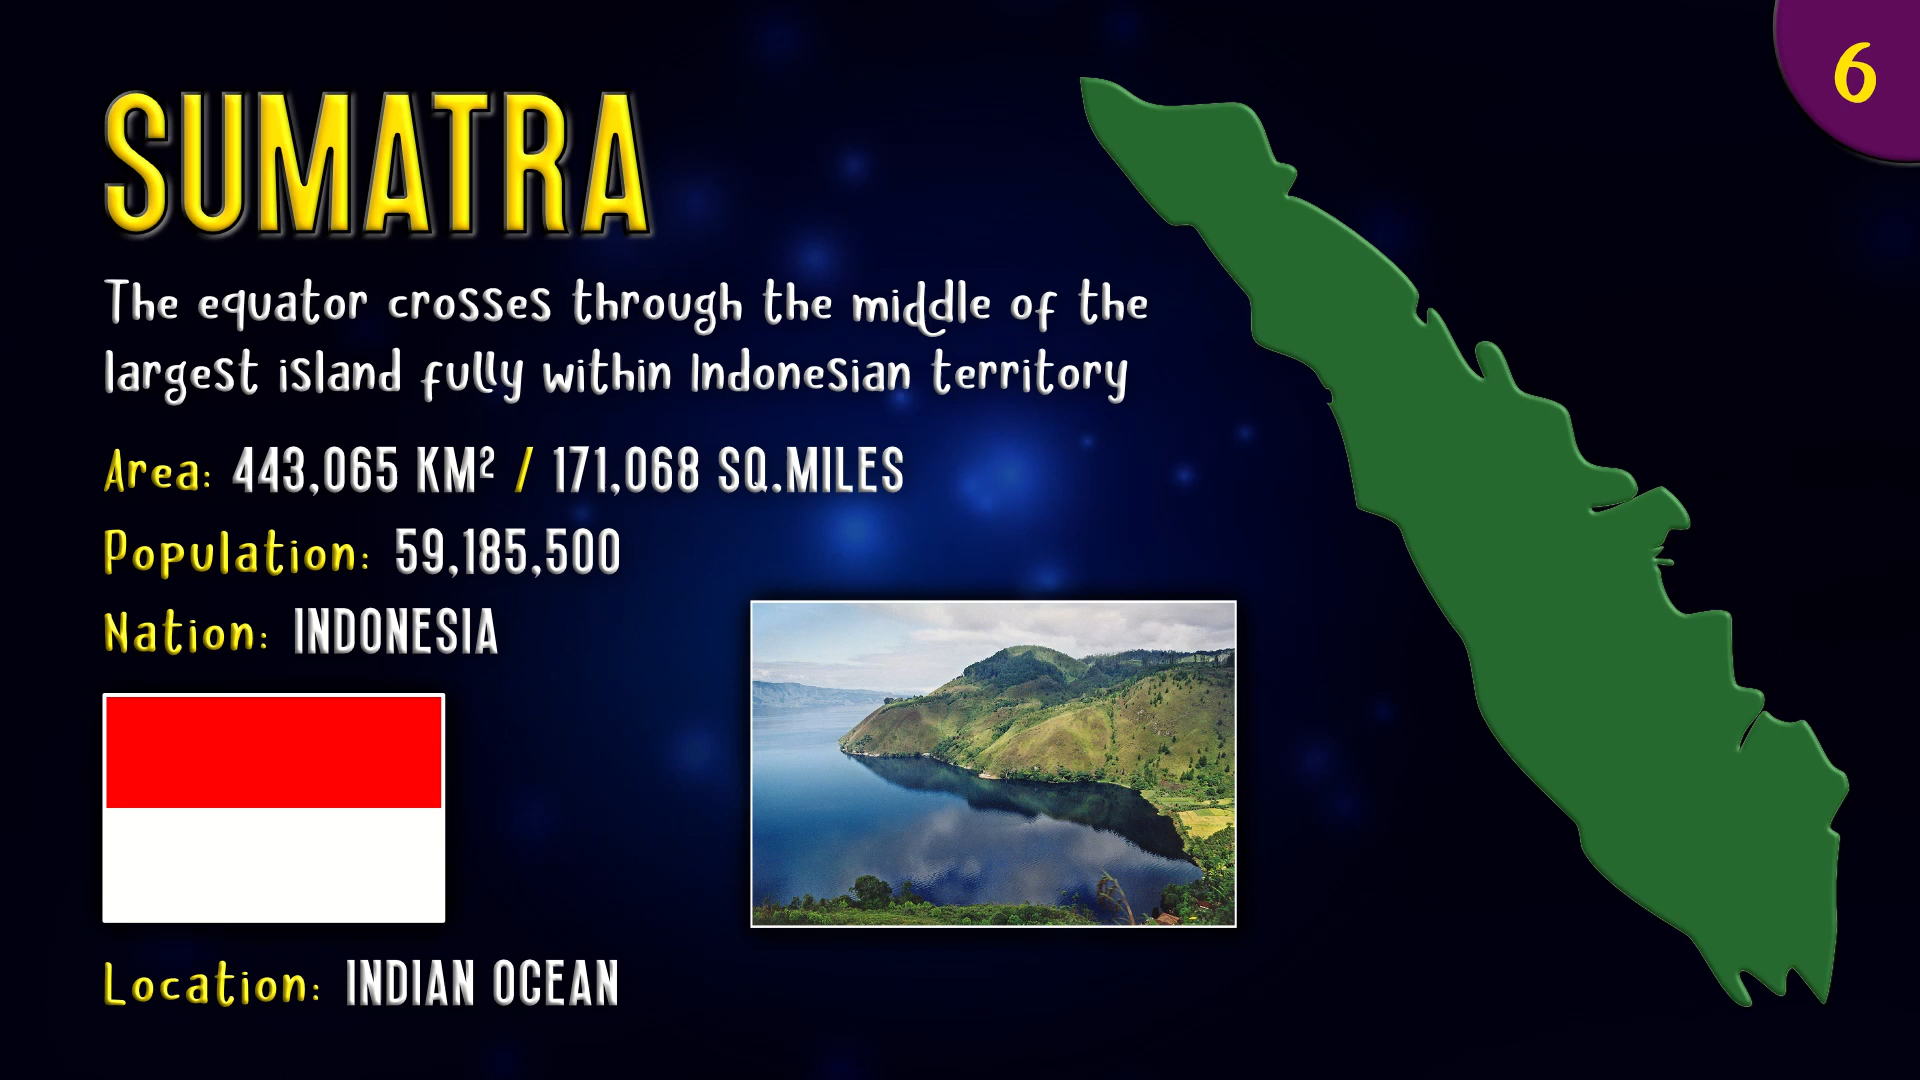 6
SUMATRA
The equator crosses through the middle of the
largest island fully within Indonesian territory
Area: 443,065 KM² / 171,068 SQ.MILES
Population: 59,185,500
Nation: INDONESIA
Location: INDIAN OCEAN